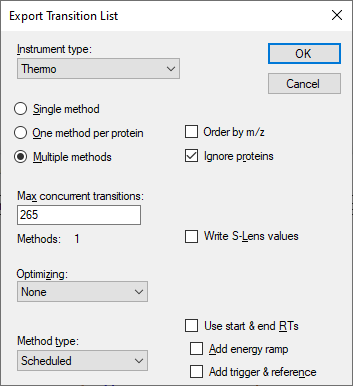 Export Transition List
Instrument type:
Thermo
OK
Cancel
Single method
One method per protein
Multiple methods
Order by m/z
Ignore proteins
Max concurrent transitions:
265
Methods: 1
Write S-Lens values
Optimizing:
None
Method type:
Scheduled
Use start & end RTs
Add energy ramp
Add trigger & reference